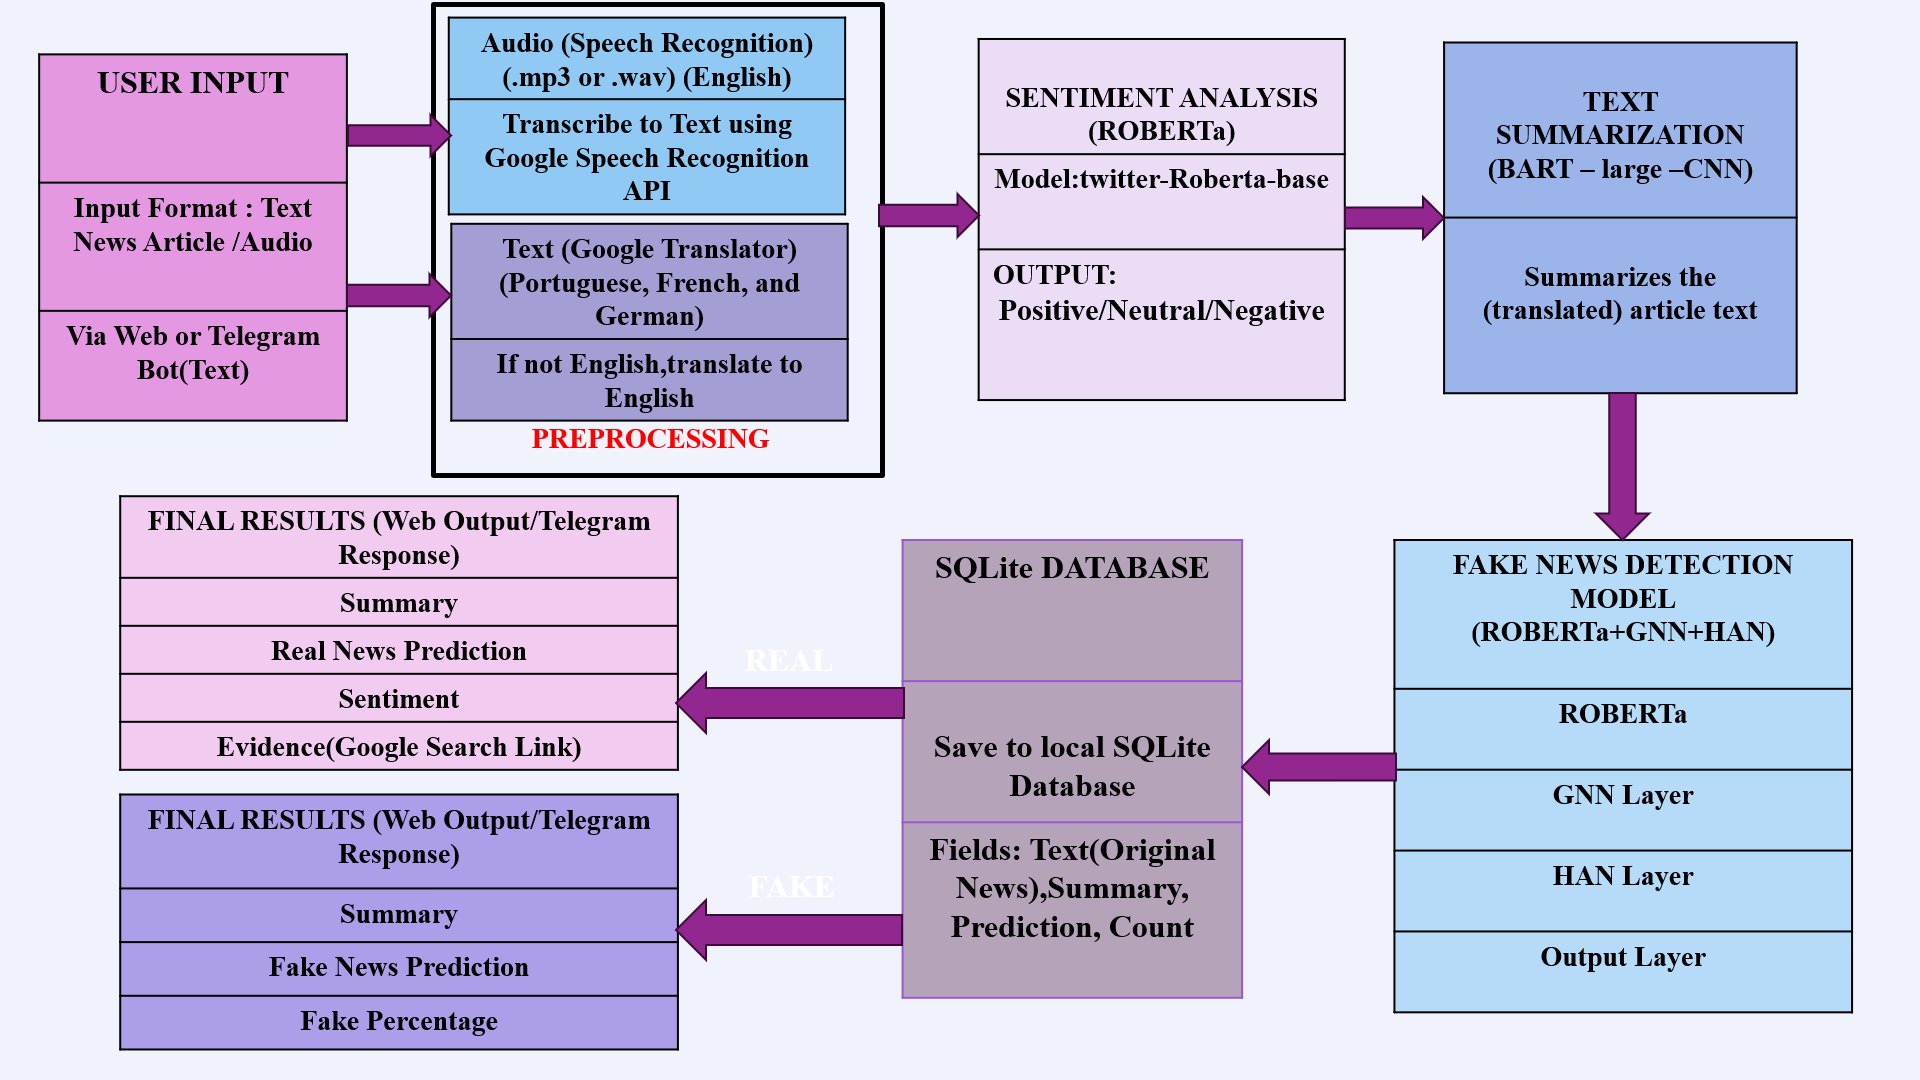 USER INPUT
Input Format : Text
News Article /Audio
Via Web or Telegram
Bot(Text)
Audio (Speech Recognition)
(.mp3 or .wav) (English)
Transcribe to Text using
Google Speech Recognition
API
Text (Google Translator)
(Portuguese, French, and
German)
If not English,translate to
English
PREPROCESSING
SENTIMENT ANALYSIS
(ROBERTa)
Model:twitter-Roberta-base
OUTPUT:
Positive/Neutral/Negative
TEXT
SUMMARIZATION
(BART – large –CNN)
Summarizes the
(translated) article text
FAKE NEWS DETECTION
MODEL
(ROBERTa+GNN+HAN)
ROBERTa
GNN Layer
HAN Layer
Output Layer
SQLite DATABASE
Save to local SQLite
Database
Fields: Text(Original
News),Summary,
Prediction, Count
REAL
FAKE
FINAL RESULTS (Web Output/Telegram
Response)
Summary
Real News Prediction
Sentiment
Evidence(Google Search Link)
FINAL RESULTS (Web Output/Telegram
Response)
Summary
Fake News Prediction
Fake Percentage